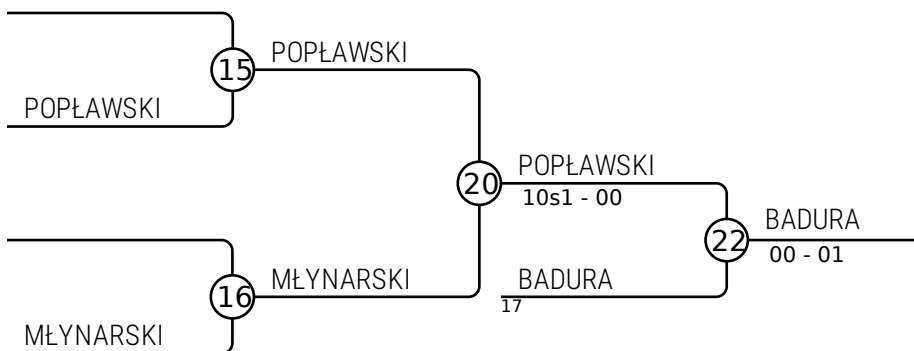 POPŁAWSKI
15
POPŁAWSKI
POPŁAWSKI
20
10s1 - 00
BADURA
22
00 - 01
MŁYNARSKI
16
BADURA
17
MŁYNARSKI